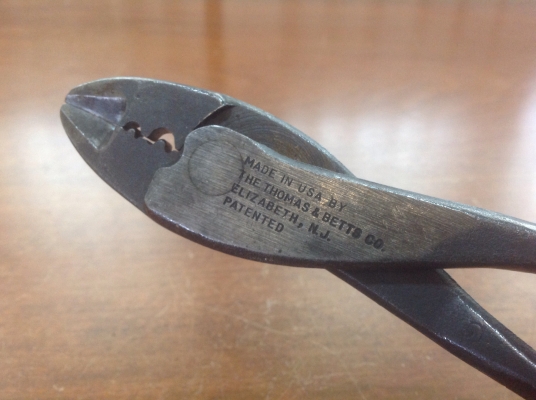 MADE IN USA BY
THE THOMAS & BETTS CO.
ELIZABETH, N.J.
PATENTED